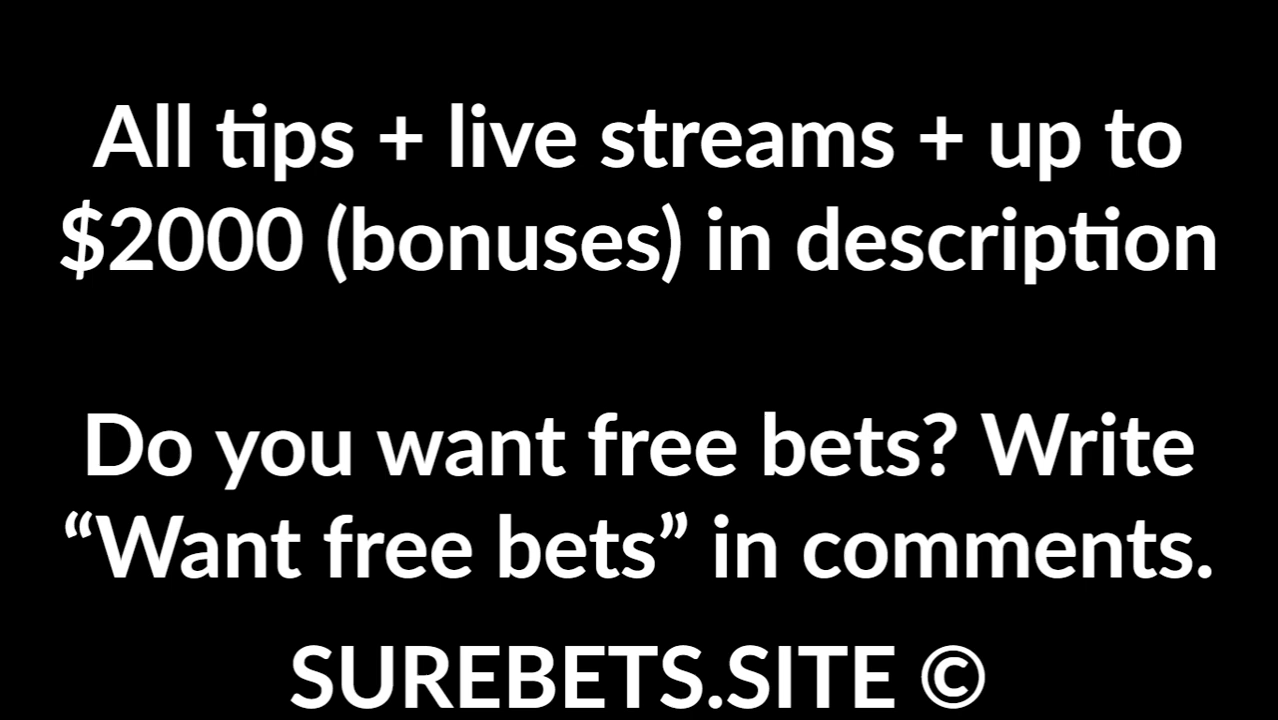 All tips + live streams + up to
$2000 (bonuses) in description
Do you want free bets? Write
“Want free bets” in comments.
SUREBETS.SITE ©